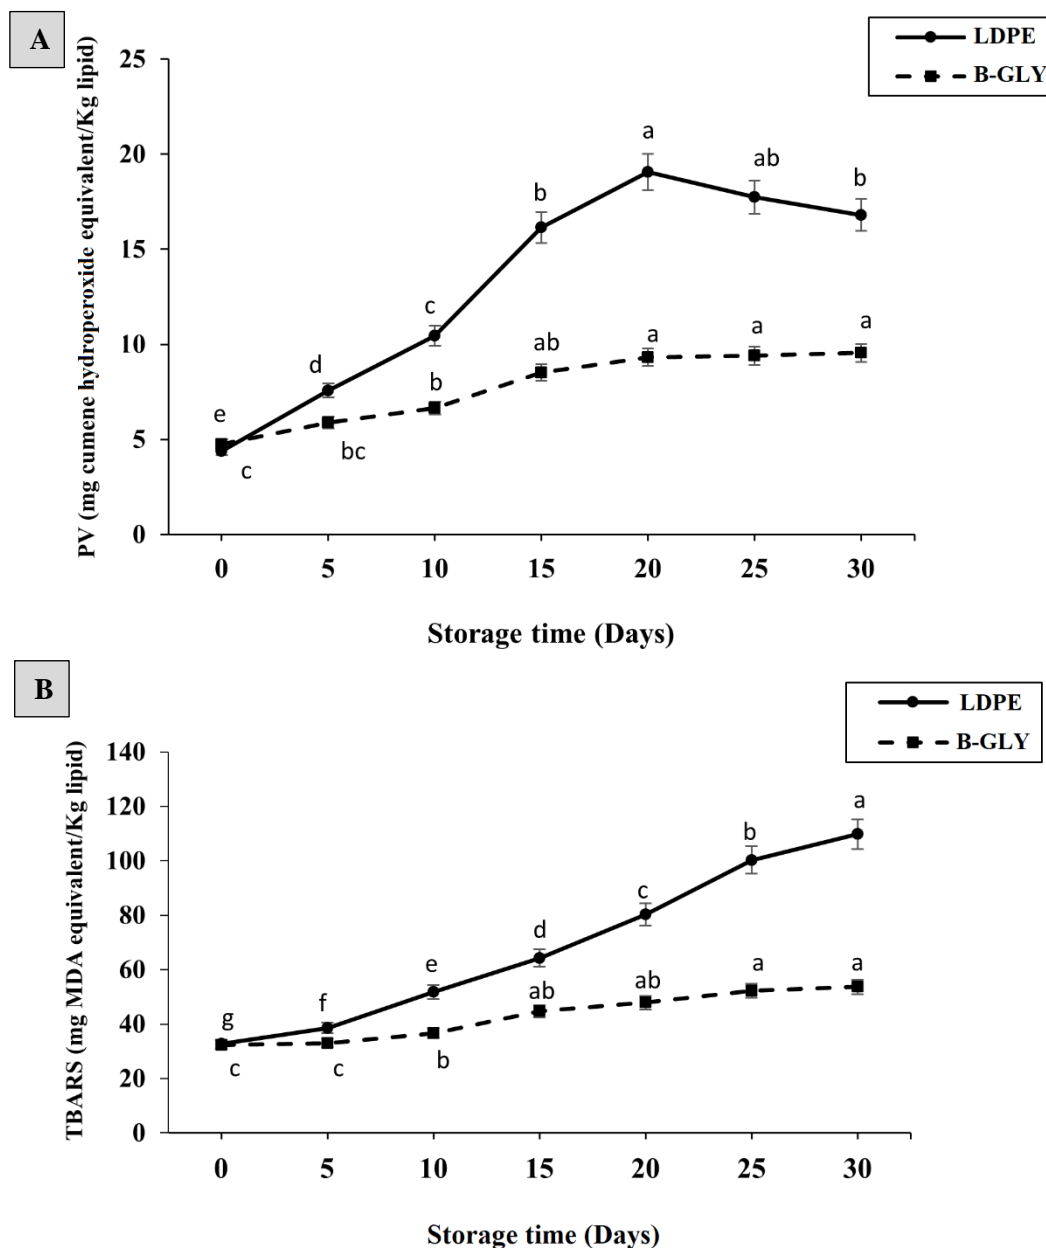 A
LDPE
B-GLY
PV (mg cumene hydroperoxide equivalent/Kg lipid)
25
20
15
10
5
0
e
d
c
b
a
ab
b
c
bc
b
ab
a
a
a
0 5 10 15 20 25 30
Storage time (Days)
B
LDPE
B-GLY
TBARS (mg MDA equivalent/Kg lipid)
140
120
100
80
60
40
20
0
g
f
e
d
c
b
a
c
c
b
ab
ab
a
a
0 5 10 15 20 25 30
Storage time (Days)